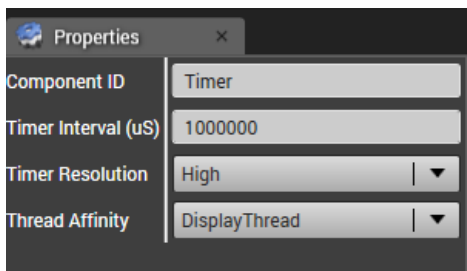 Properties ×
Component ID Timer
Timer Interval (uS) 1000000
Timer Resolution High
Thread Affinity DisplayThread